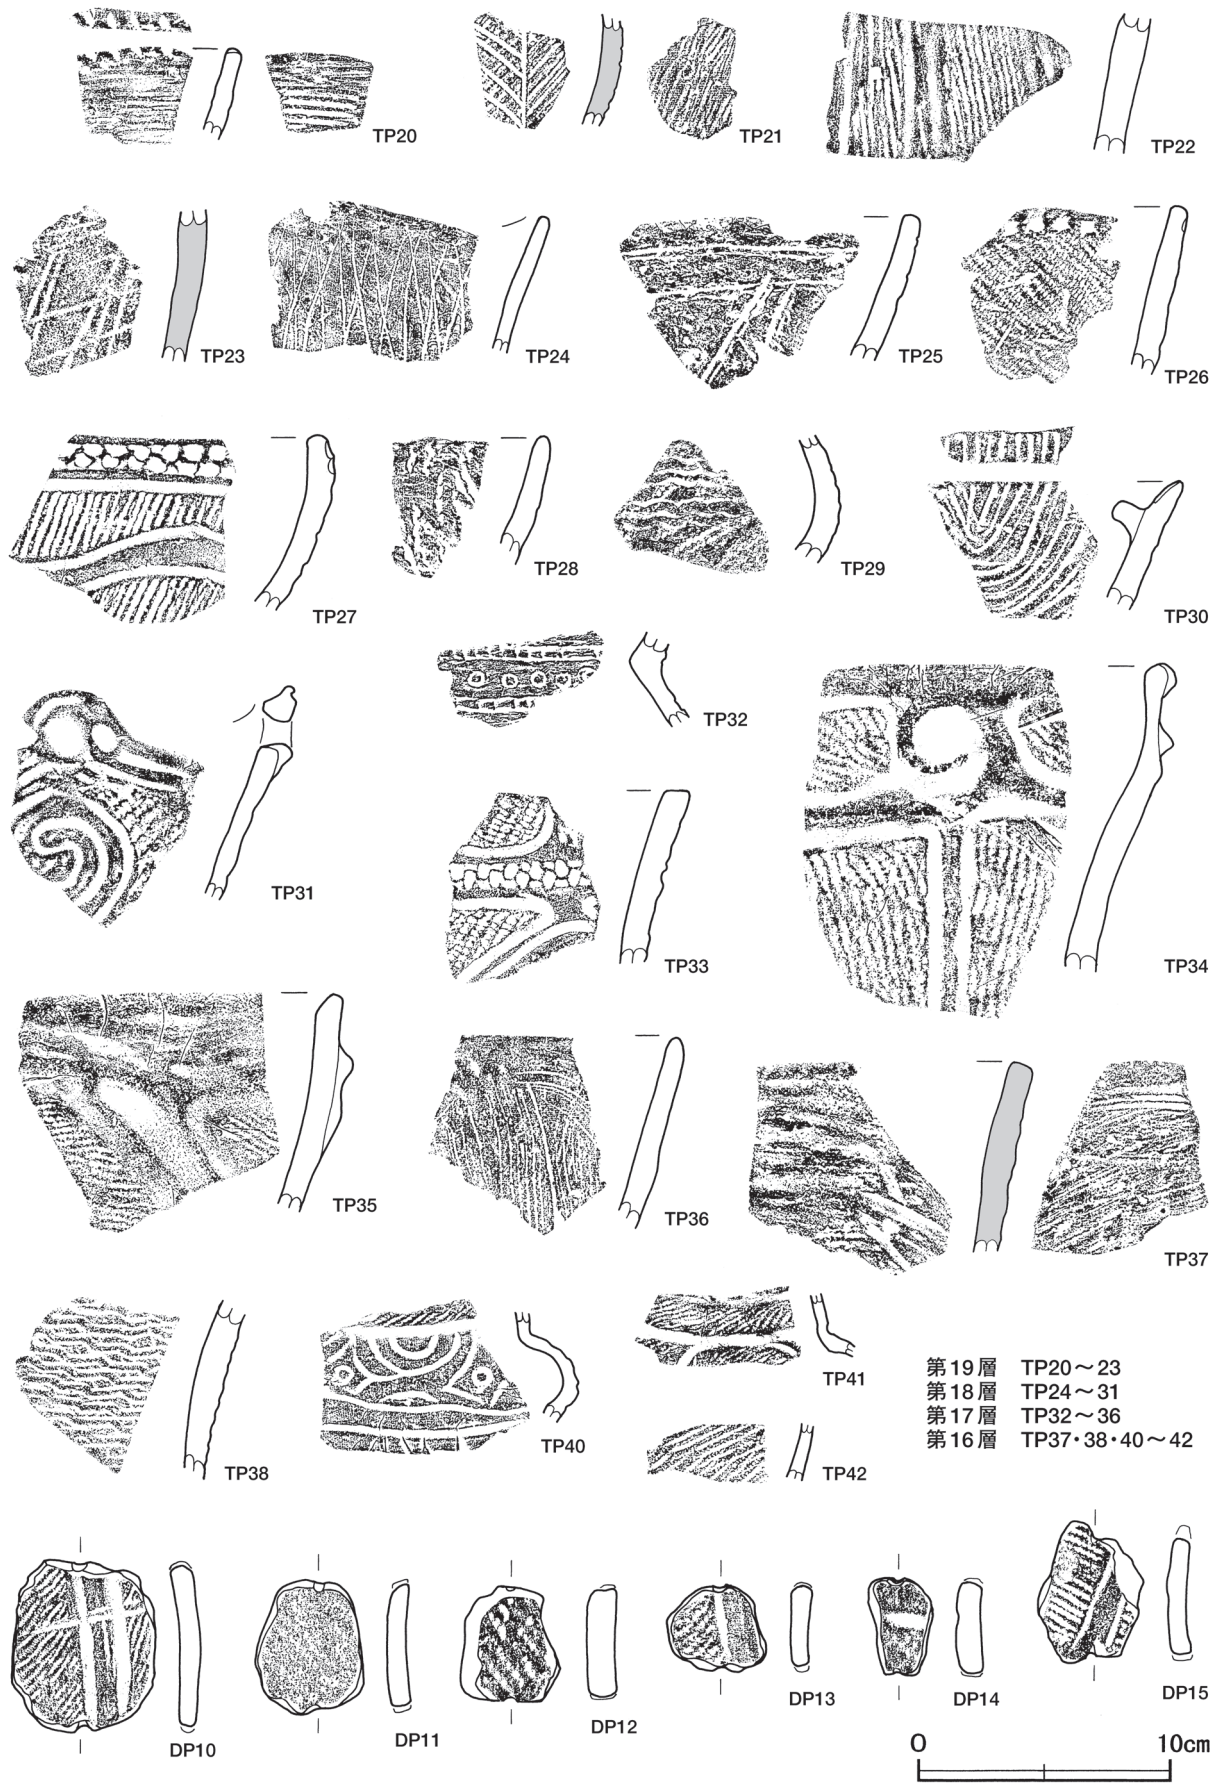 TP20
TP21
TP22
TP23
TP24
TP25
TP26
TP27
TP28
TP29
TP30
TP31
TP32
TP33
TP34
TP35
TP36
TP37
TP38
TP40
TP41
TP42
第19層 TP20～23
第18層 TP24～31
第17層 TP32～36
第16層 TP37・38・40～42
DP10
DP11
DP12
DP13
DP14
DP15
0 10cm